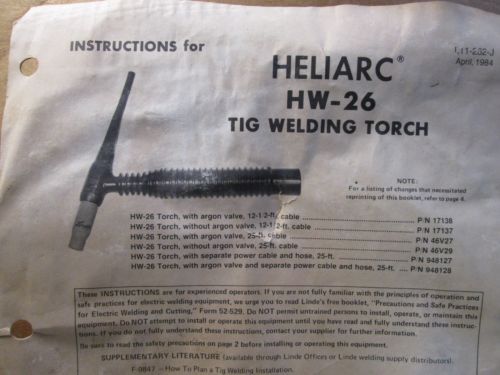 INSTRUCTIONS for
April, 1984
HELIARC®
HW-26
TIG WELDING TORCH
NOTE:
For a listing of changes that necessitated
reprinting of this booklet, refer to page 4.
HW-26 Torch, with argon valve, 12-1/2-ft. cable .......... P/N 17138
HW-26 Torch, without argon valve, 12-1/2-ft. cable .......... P/N 17137
HW-26 Torch, with argon valve, 25-ft. cable .......... P/N 46V27
HW-26 Torch, without argon valve, 25-ft. cable .......... P/N 46V29
HW-26 Torch, with separate power cable and hose, 25-ft. .......... P/N 948127
HW-26 Torch, with argon valve and separate power cable and hose, 25-ft. .... P/N 948128
These INSTRUCTIONS are for experienced operators. If you are not fully familiar with the principles of operation and
safe practices for electric welding equipment, we urge you to read Linde's free booklet, "Precautions and Safe Practices
for Electric Welding and Cutting," Form 52-529. Do NOT permit untrained persons to install, operate, or maintain this
equipment. Do NOT attempt to install or operate this equipment until you have read and fully understand these instruc-
tions. If you do not fully understand these instructions, contact your supplier for further information.
Be sure to read the safety precautions on page 2 before installing or operating this equipment.
SUPPLEMENTARY LITERATURE (available through Linde Offices or Linde welding supply distributors).
F-0847 -- How To Plan a Tig Welding Installation.